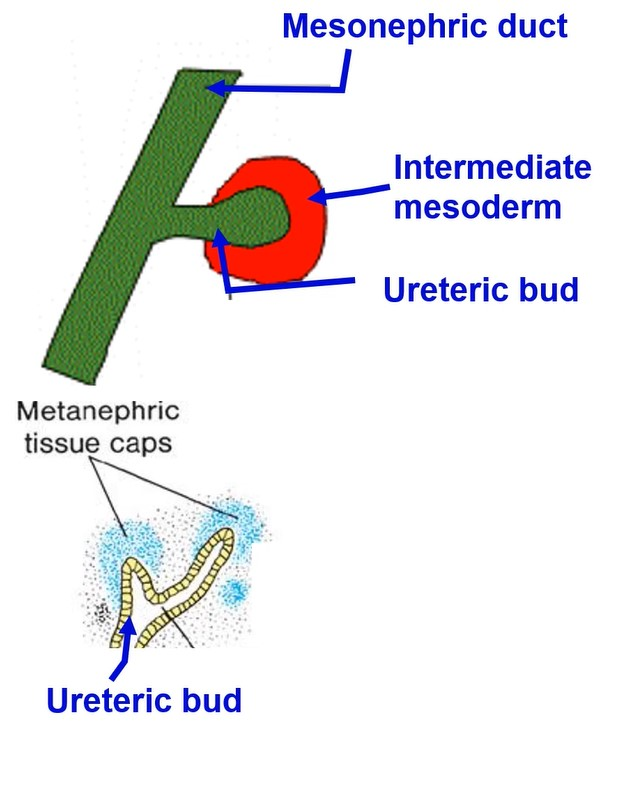 Mesonephric duct
Intermediate
mesoderm
Ureteric bud
Metanephric
tissue caps
Ureteric bud